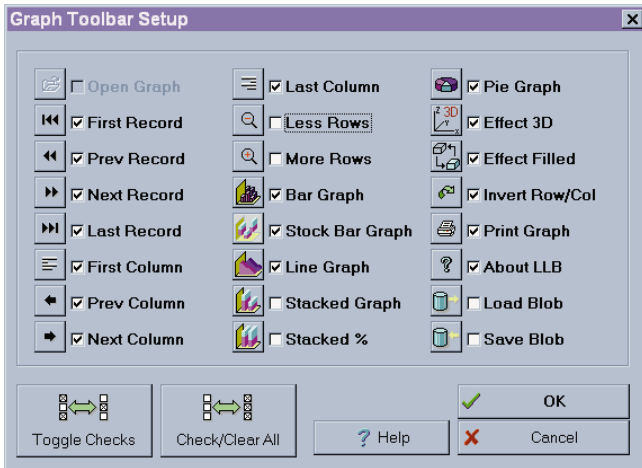 Graph Toolbar Setup
Open Graph
First Record
Prev Record
Next Record
Last Record
First Column
Prev Column
Next Column
Last Column
Less Rows
More Rows
Bar Graph
Stock Bar Graph
Line Graph
Stacked Graph
Stacked %
Pie Graph
3D
Effect 3D
Effect Filled
Invert Row/Col
Print Graph
About LLB
Load Blob
Save Blob
Toggle Checks
Check/Clear All
? Help
OK
Cancel